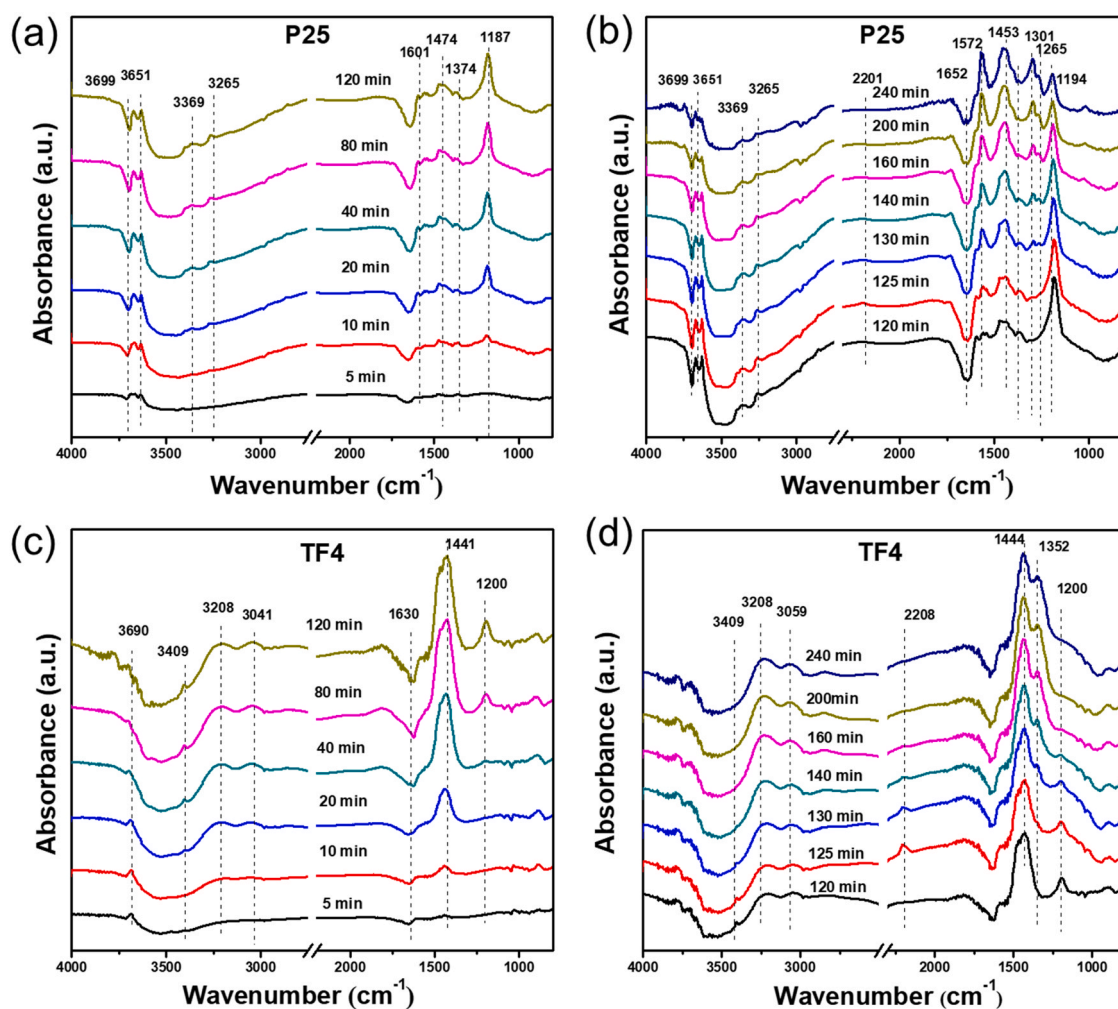 (a)
P25
1601
1474
1187
1374
3699
3651
3369
3265
120 min
80 min
40 min
20 min
10 min
5 min
4000
3500
3000
2000
1500
1000
Absorbance (a.u.)
Wavenumber (cm⁻¹)
(b)
P25
1572
1453
1301
1265
1652
1194
3699
3651
3369
3265
2201
240 min
200 min
160 min
140 min
130 min
125 min
120 min
4000
3500
3000
2000
1500
1000
Absorbance (a.u.)
Wavenumber (cm⁻¹)
(c)
TF4
1441
1630
1200
3690
3409
3208
3041
120 min
80 min
40 min
20 min
10 min
5 min
4000
3500
3000
2000
1500
1000
Absorbance (a.u.)
Wavenumber (cm⁻¹)
(d)
TF4
1444
1352
1200
3409
3208
3059
2208
240 min
200min
160 min
140 min
130 min
125 min
120 min
4000
3500
3000
2000
1500
1000
Absorbance (a.u.)
Wavenumber (cm⁻¹)